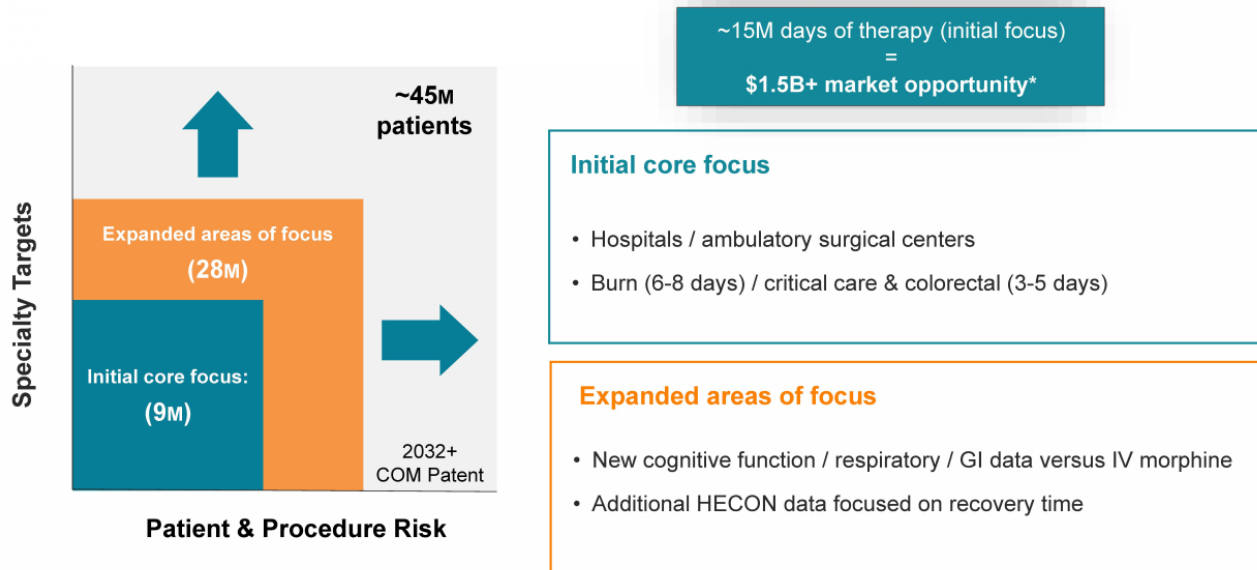 ~15M days of therapy (initial focus)
=
$1.5B+ market opportunity*
~45M
patients
Specialty Targets
Expanded areas of focus
(28M)
Initial core focus:
(9M)
2032+
COM Patent
Patient & Procedure Risk
Initial core focus
• Hospitals / ambulatory surgical centers
• Burn (6-8 days) / critical care & colorectal (3-5 days)
Expanded areas of focus
• New cognitive function / respiratory / GI data versus IV morphine
• Additional HECON data focused on recovery time